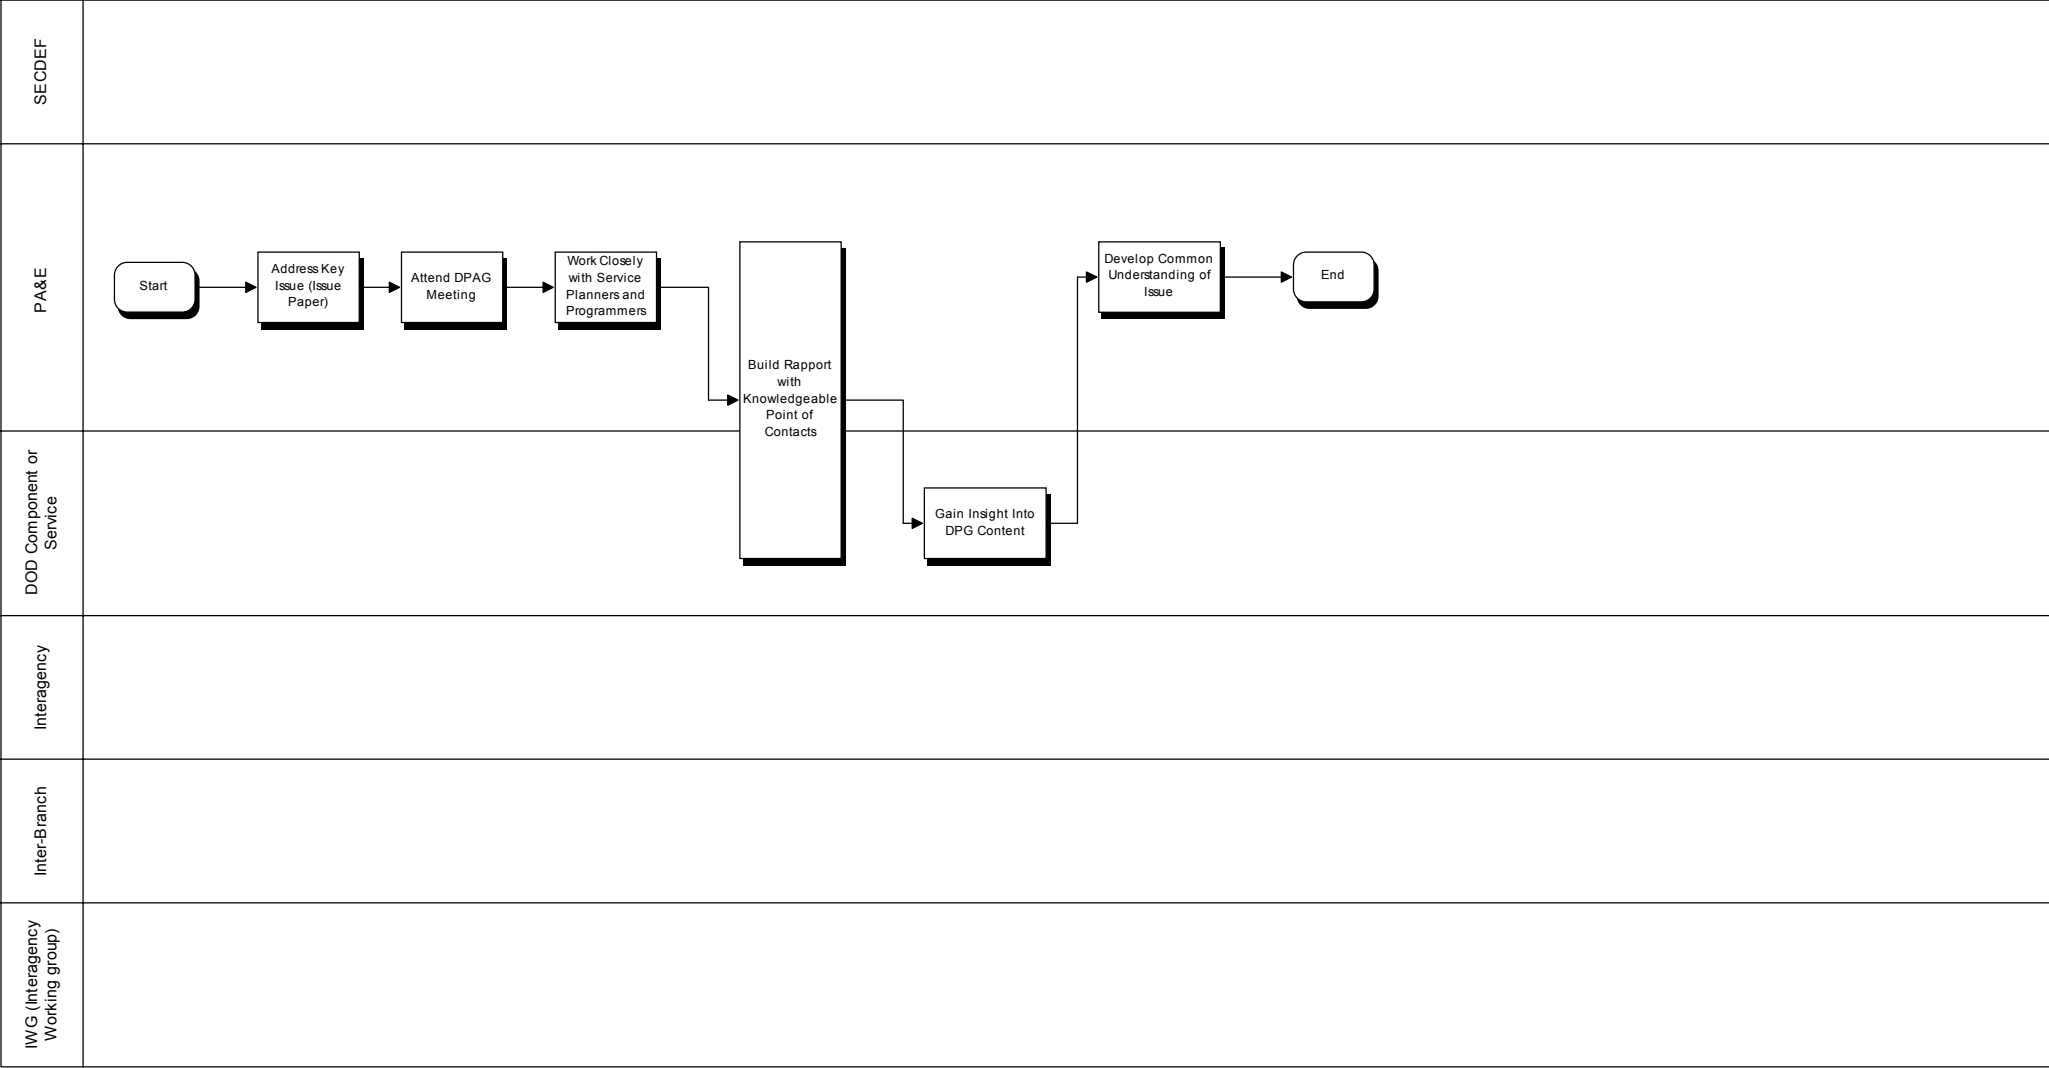 SECDEF
PA&E
Start
Address Key
Issue (Issue
Paper)
Attend DPAG
Meeting
Work Closely
with Service
Planners and
Programmers
Build Rapport
with
Knowledgeable
Point of
Contacts
Develop Common
Understanding of
Issue
End
DOD Component or
Service
Gain Insight Into
DPG Content
Interagency
Inter-Branch
IWG (Interagency
Working group)